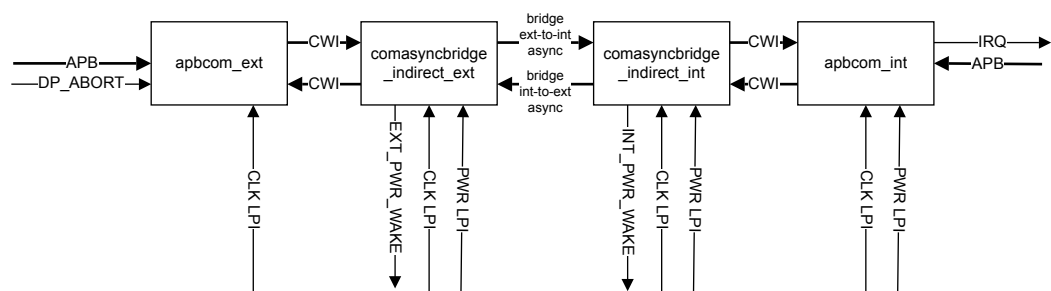 bridge
ext-to-int
async
CWI
CWI
IRQ
APB
apbcom_ext
comasyncbridge
_indirect_ext
comasyncbridge
_indirect_int
apbcom_int
APB
DP_ABORT
CWI
bridge
int-to-ext
async
CWI
CLK LPI
EXT_PWR_WAKE
CLK LPI
PWR LPI
INT_PWR_WAKE
CLK LPI
PWR LPI
CLK LPI
PWR LPI